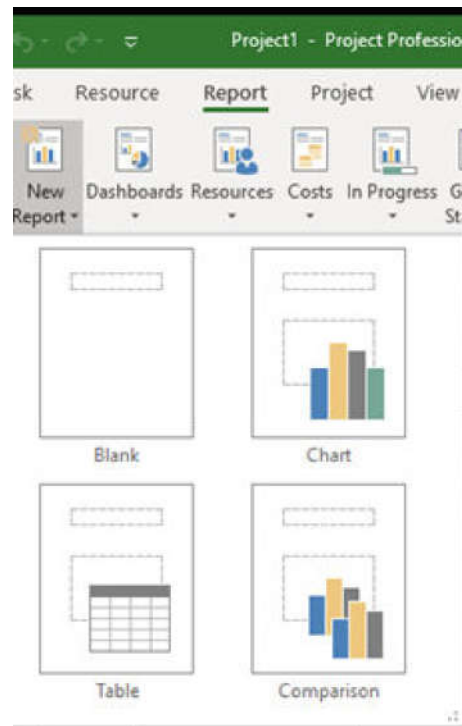 Project1 - Project Professio
sk Resource Report Project View
New Dashboards Resources Costs In Progress G
Report St
Blank Chart
Table Comparison